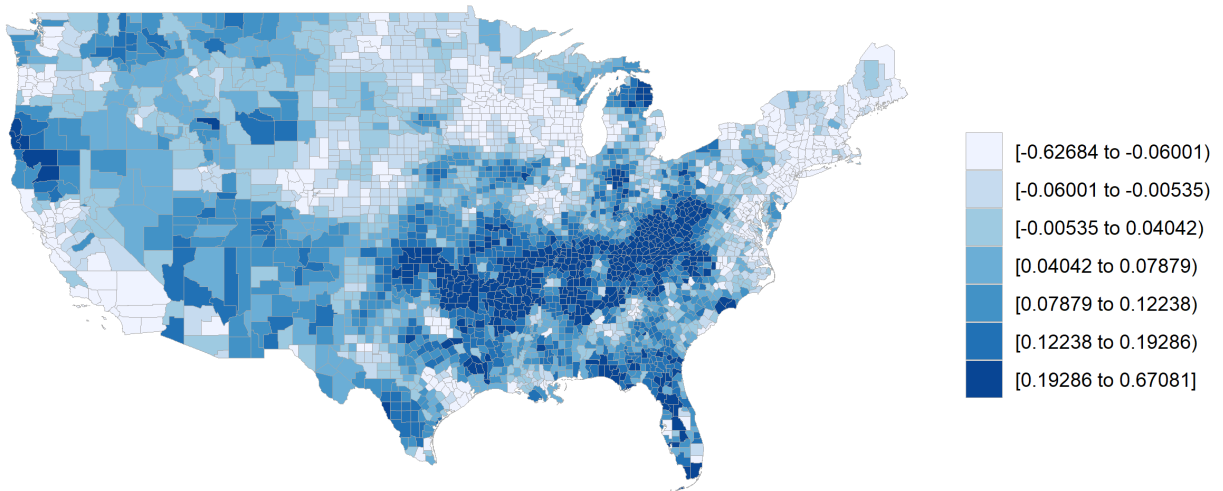 [-0.62684 to -0.06001)
[-0.06001 to -0.00535)
[-0.00535 to 0.04042)
[0.04042 to 0.07879)
[0.07879 to 0.12238)
[0.12238 to 0.19286)
[0.19286 to 0.67081]